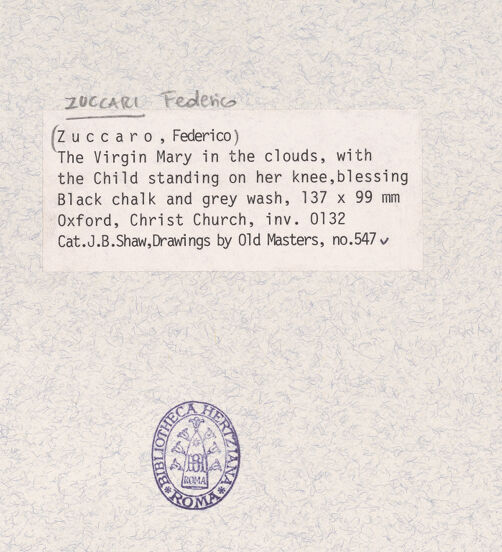 ZUCCARI Federico
(Zuccaro, Federico)
The Virgin Mary in the clouds, with
the Child standing on her knee,blessing
Black chalk and grey wash, 137 x 99 mm
Oxford, Christ Church, inv. 0132
Cat.J.B.Shaw,Drawings by Old Masters, no.547✓
BIBLIOTHECA HERTZIANA
ROMA
* ROMA *